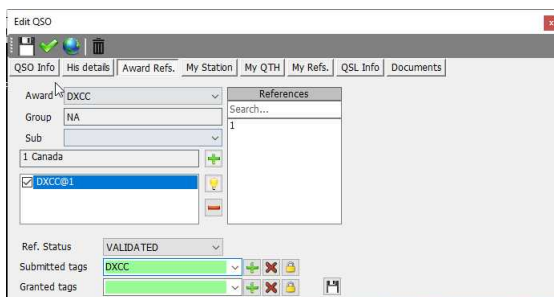 Edit QSO
x
QSO Info His details Award Refs. My Station My QTH My Refs. QSL Info Documents
Award DXCC
References
Group NA
Search...
1
Sub
1 Canada
DXCC@1
Ref. Status VALIDATED
Submitted tags DXCC
Granted tags